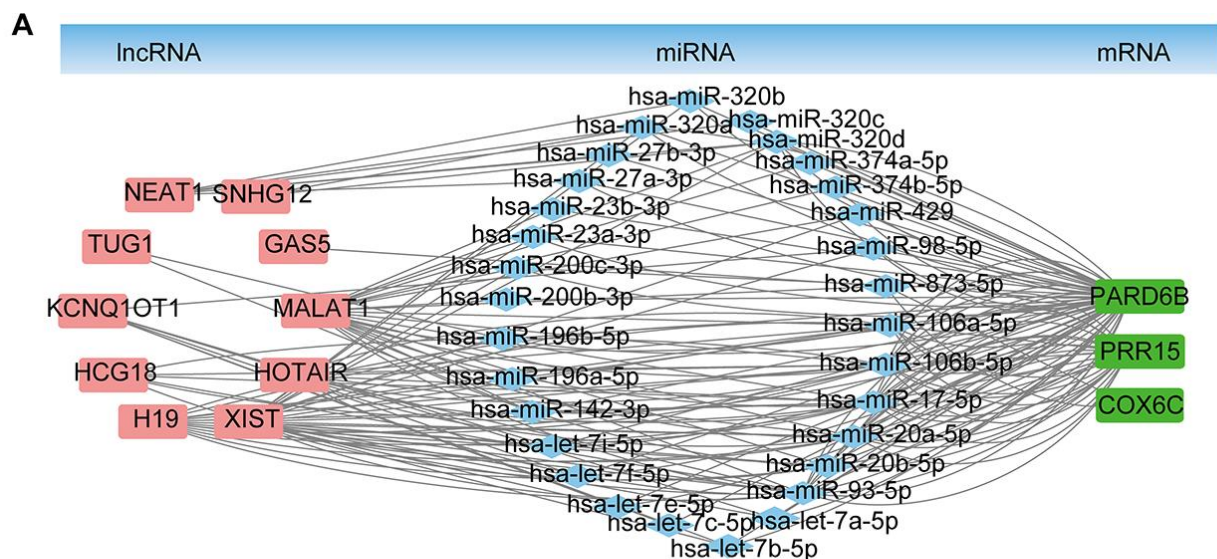 A
lncRNA miRNA mRNA
hsa-miR-320b
hsa-miR-320a
hsa-miR-27b-3p
hsa-miR-27a-3p
hsa-miR-23b-3p
hsa-miR-23a-3p
hsa-miR-200c-3p
hsa-miR-200b-3p
hsa-miR-196b-5p
hsa-miR-196a-5p
hsa-miR-142-3p
hsa-let-7i-5p
hsa-let-7f-5p
hsa-let-7e-5p
hsa-let-7c-5p
hsa-let-7b-5p
hsa-miR-320c
hsa-miR-320d
hsa-miR-374a-5p
hsa-miR-374b-5p
hsa-miR-429
hsa-miR-98-5p
hsa-miR-873-5p
hsa-miR-106a-5p
hsa-miR-106b-5p
hsa-miR-17-5p
hsa-miR-20a-5p
hsa-miR-20b-5p
hsa-miR-93-5p
hsa-let-7a-5p
NEAT1 SNHG12
TUG1 GAS5
KCNQ1OT1 MALAT1
HCG18 HOTAIR
H19 XIST
PARD6B
PRR15
COX6C